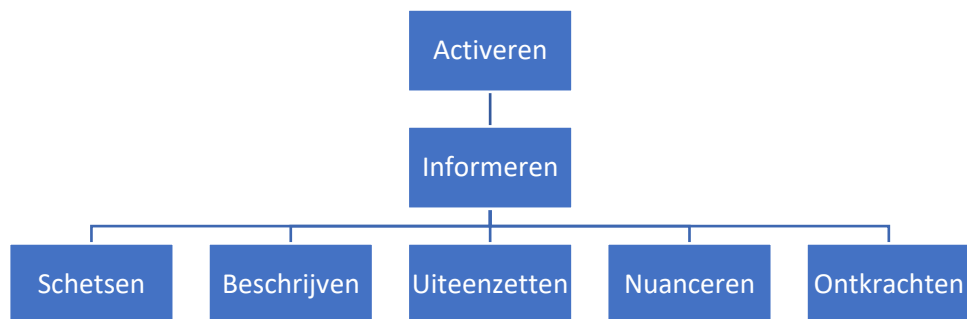 Activeren
Informeren
Schetsen
Beschrijven
Uiteenzetten
Nuanceren
Ontkrachten